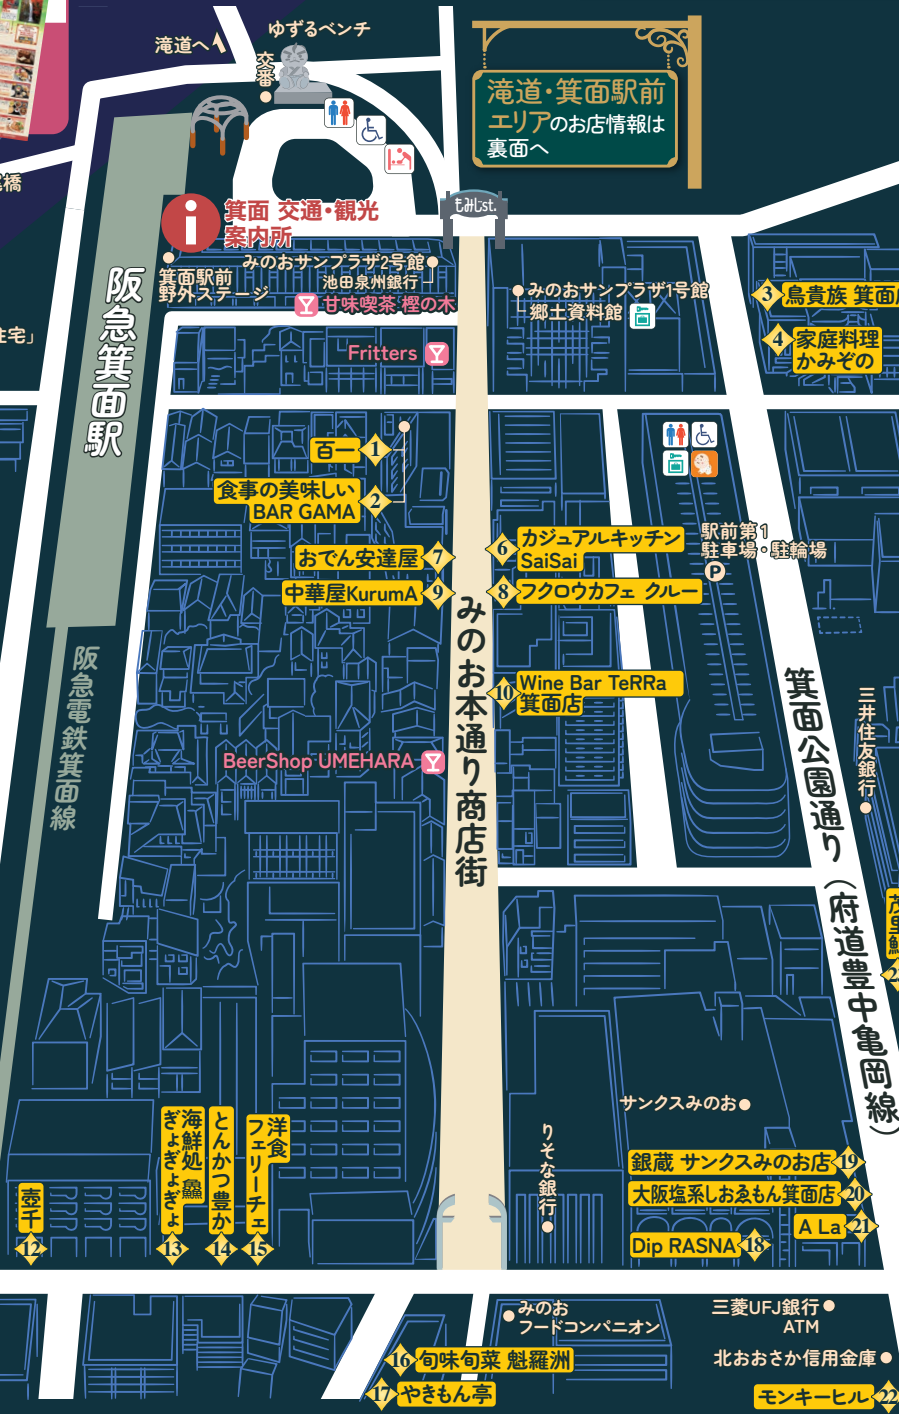 ゆずるベンチ
滝道へ
交番
滝道・箕面駅前
エリアのお店情報は
裏面へ
橋
もみじst.
箕面 交通・観光
案内所
箕面駅前
野外ステージ
みのおサンプラザ2号館
池田泉州銀行
甘味喫茶 樫の木
みのおサンプラザ1号館
郷土資料館
3 鳥貴族 箕面
4 家庭料理
かみぞの
住宅」
阪急箕面駅
Fritters
百一 1
食事の美味しい
BAR GAMA 2
おでん安達屋 7
中華屋KurumA 9
6 カジュアルキッチン
SaiSai
8 フクロウカフェ クルー
駅前第1
駐車場・駐輪場
P
10 Wine Bar TeRRa
箕面店
みのお本通り商店街
阪急電鉄箕面線
BeerShop UMEHARA
箕面公園通り(府道豊中亀岡線)
三井住友銀行
サンクスみのお
りそな銀行
銀蔵 サンクスみのお店 19
大阪塩系しおゑもん箕面店 20
A La 21
Dip RASNA 18
壺千
12
海鮮処 鱻
ぎょぎょぎょ
13
とんかつ豊か
14
洋食
フェリーチェ
15
みのお
フードコンパニオン
三菱UFJ銀行
ATM
北おおさか信用金庫
16 旬味旬菜 魁羅洲
17 やきもん亭
モンキーヒル 22